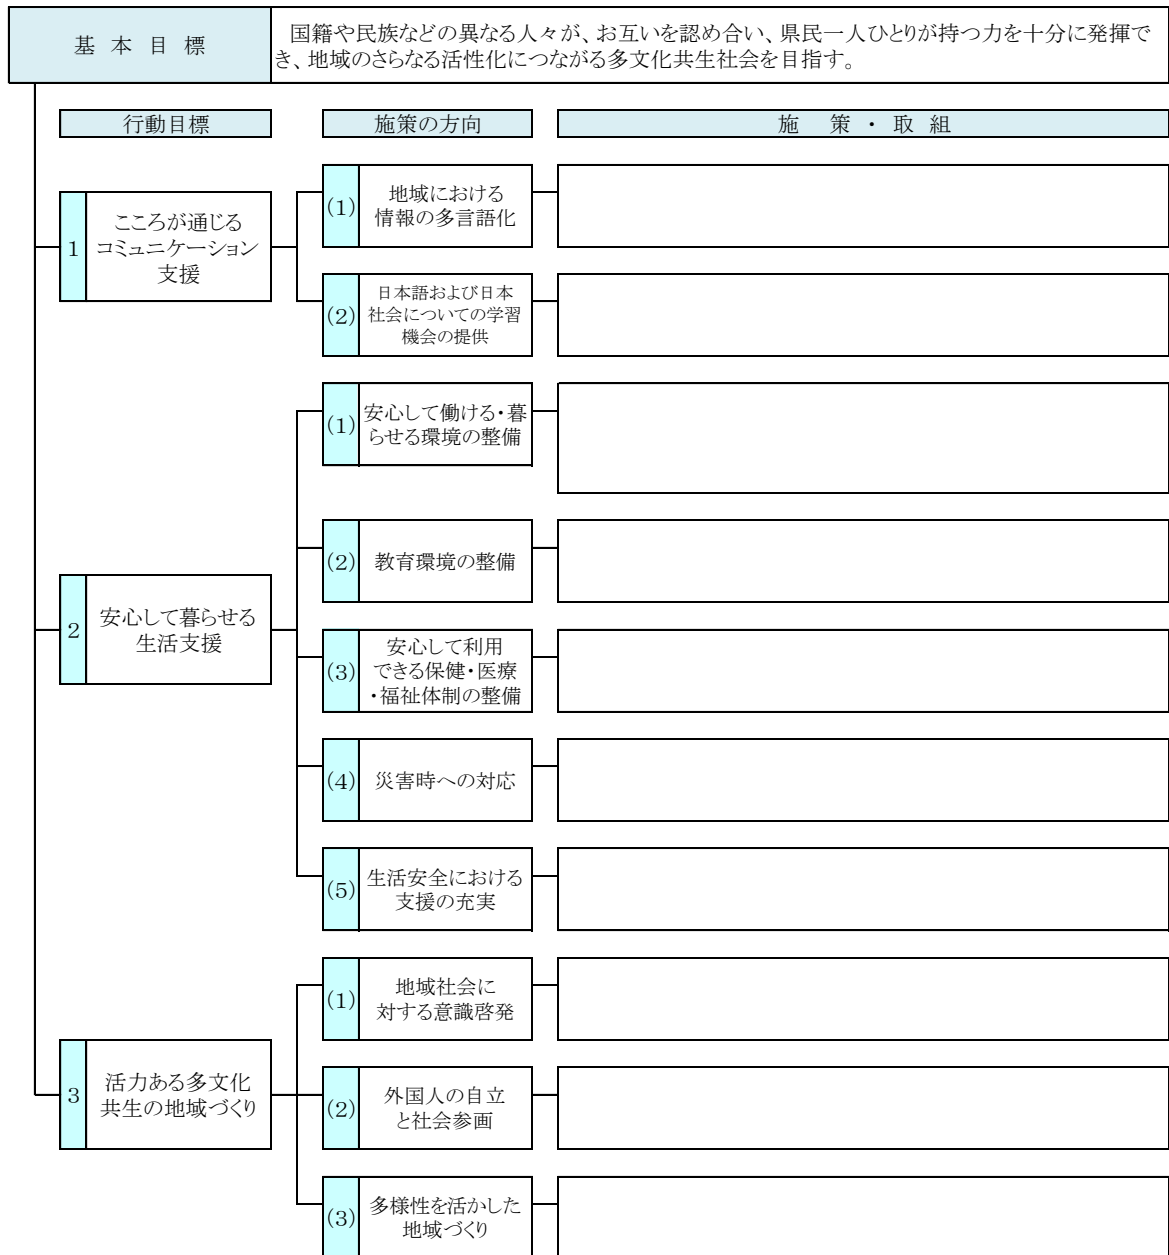 基本目標
国籍や民族などの異なる人々が、お互いを認め合い、県民一人ひとりが持つ力を十分に発揮で
き、地域のさらなる活性化につながる多文化共生社会を目指す。
行動目標
施策の方向
施策・取組
1
こころが通じる
コミュニケーション
支援
(1)
地域における
情報の多言語化
(2)
日本語および日本
社会についての学習
機会の提供
2
安心して暮らせる
生活支援
(1)
安心して働ける・暮
らせる環境の整備
(2)
教育環境の整備
(3)
安心して利用
できる保健・医療
・福祉体制の整備
(4)
災害時への対応
(5)
生活安全における
支援の充実
3
活力ある多文化
共生の地域づくり
(1)
地域社会に
対する意識啓発
(2)
外国人の自立
と社会参画
(3)
多様性を活かした
地域づくり